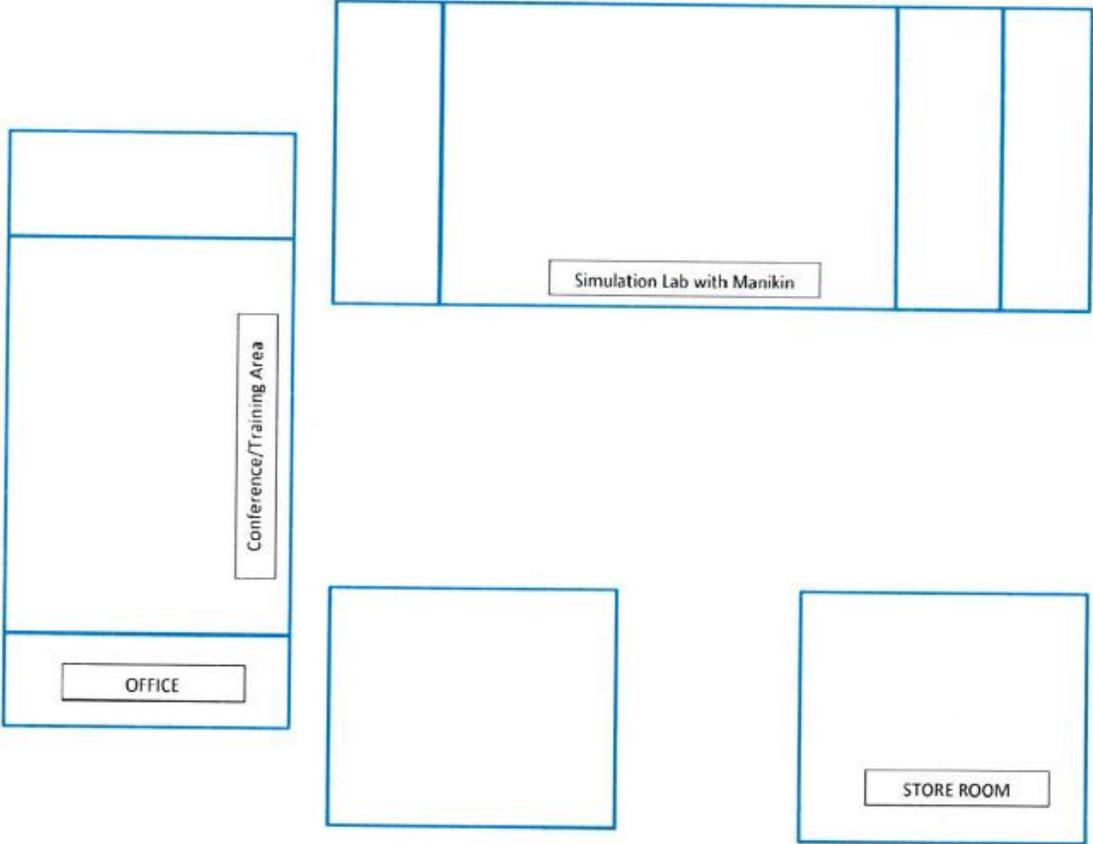 Simulation Lab with Manikin
Conference/Training Area
OFFICE
STORE ROOM